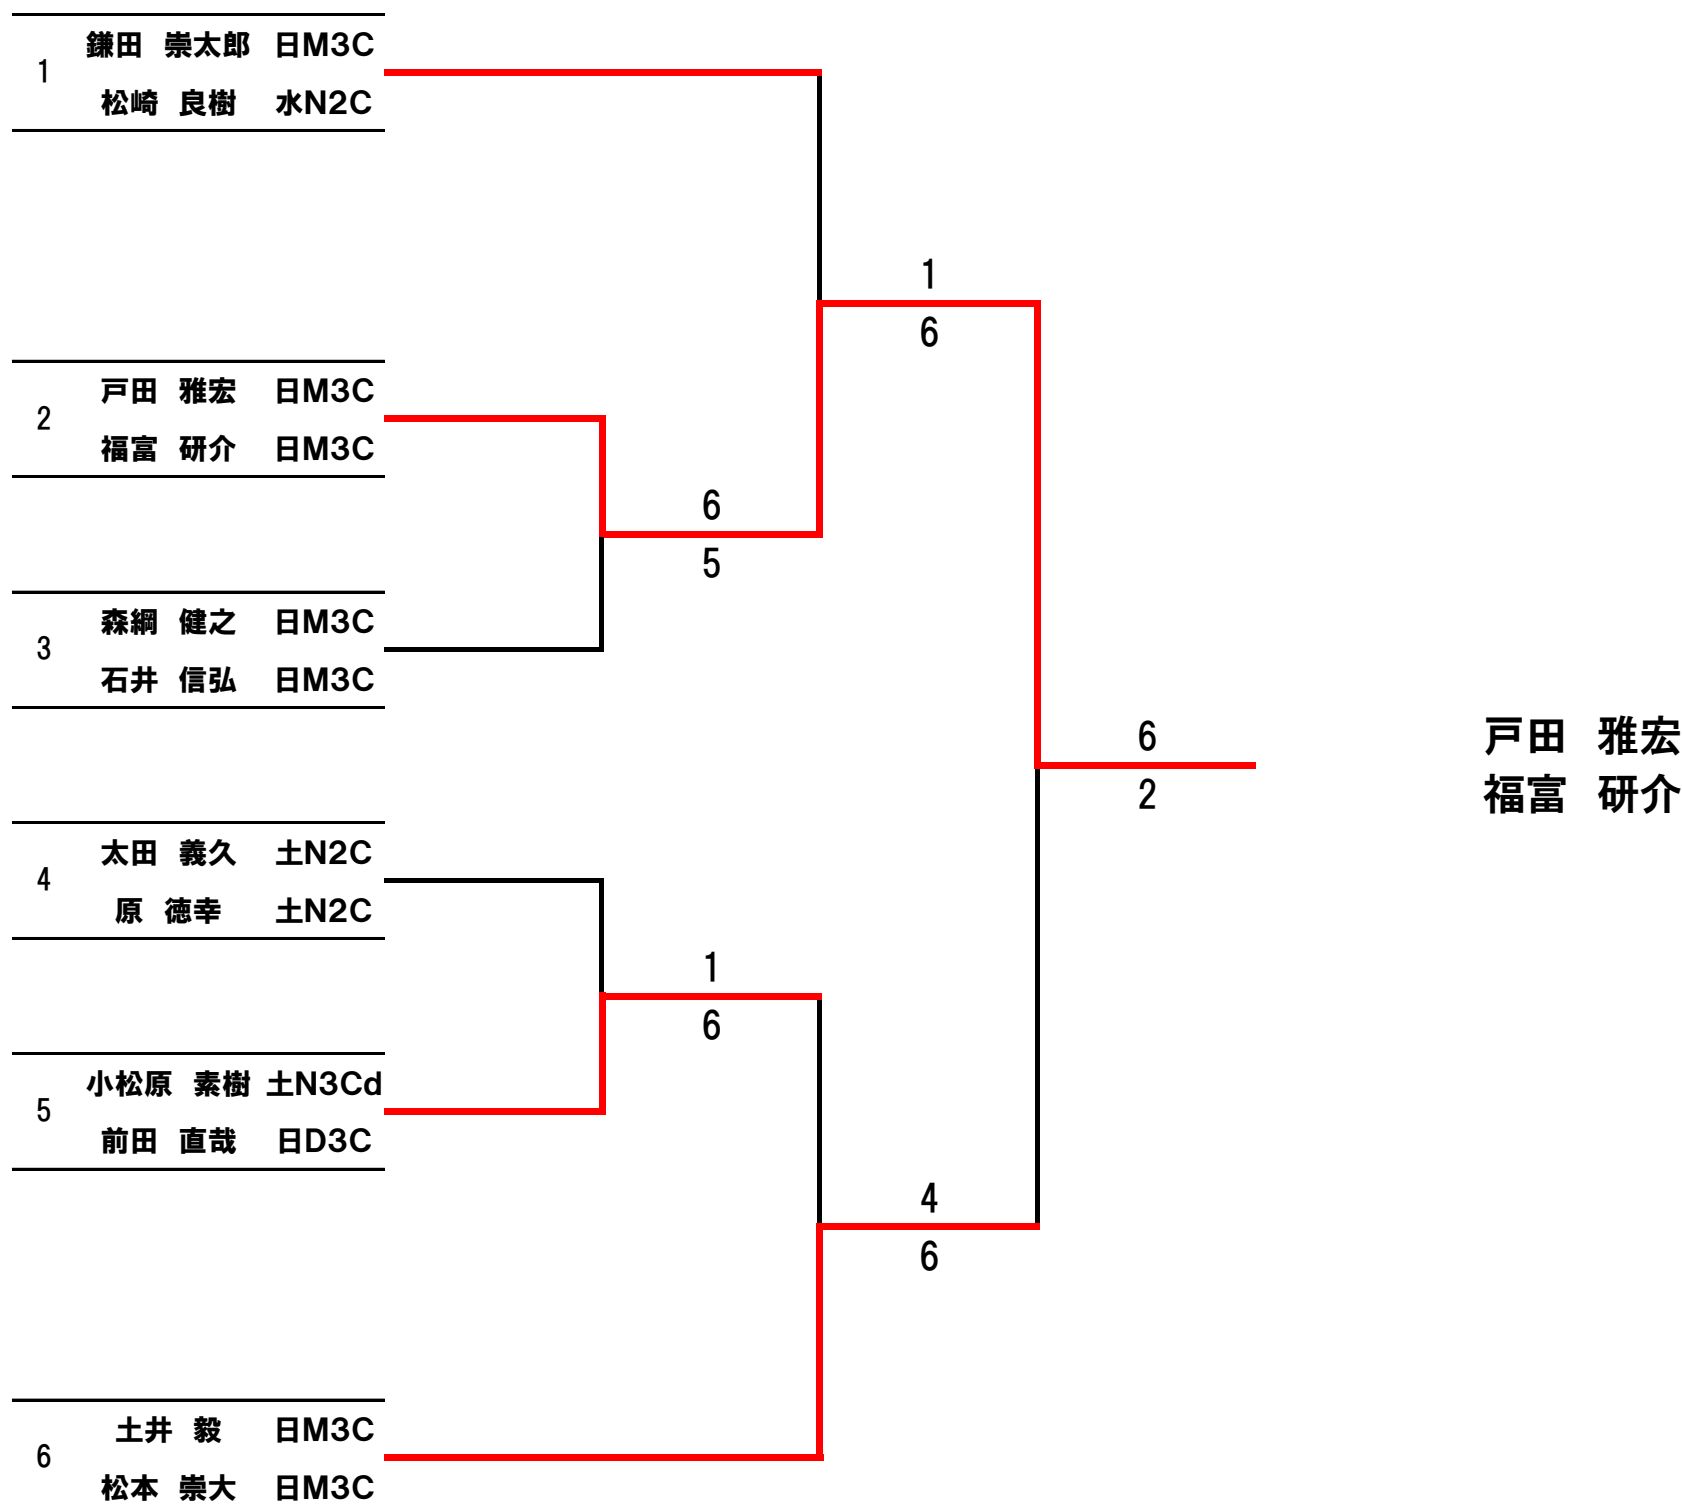 1
鎌田 崇太郎 日M3C
松崎 良樹 水N2C
1
6
2
戸田 雅宏 日M3C
福富 研介 日M3C
6
5
3
森綱 健之 日M3C
石井 信弘 日M3C
6
2
戸田 雅宏
福富 研介
4
太田 義久 土N2C
原 徳幸 土N2C
1
6
5
小松原 素樹 土N3Cd
前田 直哉 日D3C
4
6
6
土井 毅 日M3C
松本 崇大 日M3C